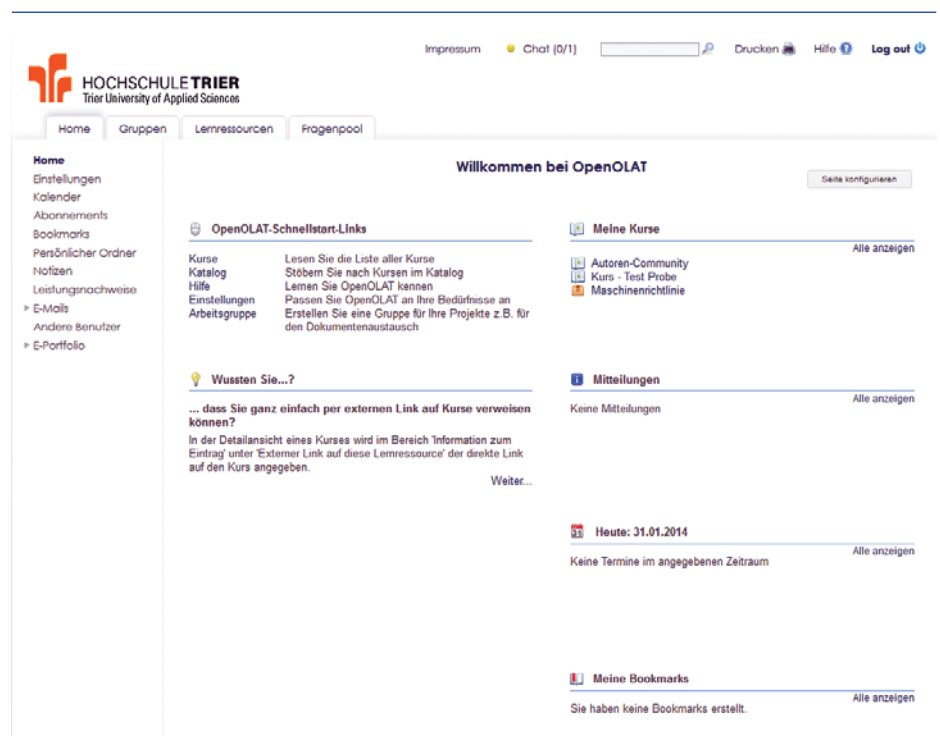 Impressum Chat (0/1) Drucken Hilfe Log out
HOCHSCHULE TRIER
Trier University of Applied Sciences
Home Gruppen Lernressourcen Fragenpool
Home
Einstellungen
Kalender
Abonnements
Bookmarks
Persönlicher Ordner
Notizen
Leistungsnachweise
E-Mails
Andere Benutzer
E-Portfolio
Willkommen bei OpenOLAT
Seite konfigurieren
OpenOLAT-Schnellstart-Links
Kurse Lesen Sie die Liste aller Kurse
Katalog Stöbern Sie nach Kursen im Katalog
Hilfe Lernen Sie OpenOLAT kennen
Einstellungen Passen Sie OpenOLAT an Ihre Bedürfnisse an
Arbeitsgruppe Erstellen Sie eine Gruppe für Ihre Projekte z.B. für
den Dokumentenaustausch
Wussten Sie...?
... dass Sie ganz einfach per externen Link auf Kurse verweisen
können?
In der Detailansicht eines Kurses wird im Bereich 'Information zum
Eintrag' unter 'Externer Link auf diese Lernressource' der direkte Link
auf den Kurs angegeben.
Weiter...
Meine Kurse
Alle anzeigen
Autoren-Community
Kurs - Test Probe
Maschinenrichtlinie
Mitteilungen
Alle anzeigen
Keine Mitteilungen
31 Heute: 31.01.2014
Alle anzeigen
Keine Termine im angegebenen Zeitraum
Meine Bookmarks
Alle anzeigen
Sie haben keine Bookmarks erstellt.